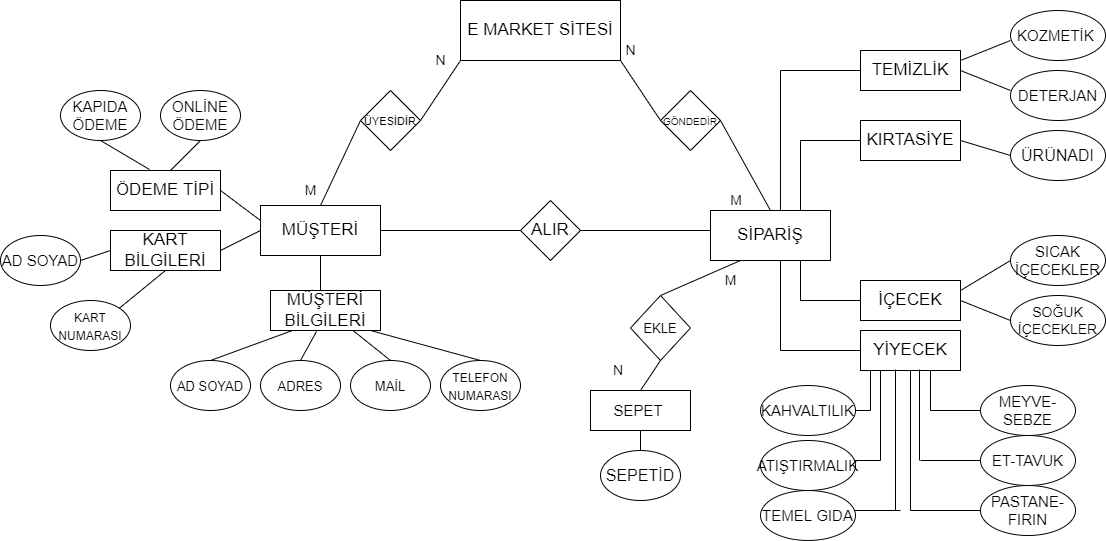 E MARKET SİTESİ
N
N
ÜYESİDİR
GÖNDEDİR
M
M
KAPIDA
ÖDEME
ONLİNE
ÖDEME
ÖDEME TİPİ
KART
BİLGİLERİ
AD SOYAD
KART
NUMARASI
MÜŞTERİ
ALIR
SİPARİŞ
MÜŞTERİ
BİLGİLERİ
AD SOYAD
ADRES
MAİL
TELEFON
NUMARASI
M
EKLE
N
SEPET
SEPETİD
TEMİZLİK
KOZMETİK
DETERJAN
KIRTASİYE
ÜRÜNADI
İÇECEK
SICAK
İÇECEKLER
SOĞUK
İÇECEKLER
YİYECEK
KAHVALTILIK
ATIŞTIRMALIK
TEMEL GIDA
MEYVE-
SEBZE
ET-TAVUK
PASTANE-
FIRIN